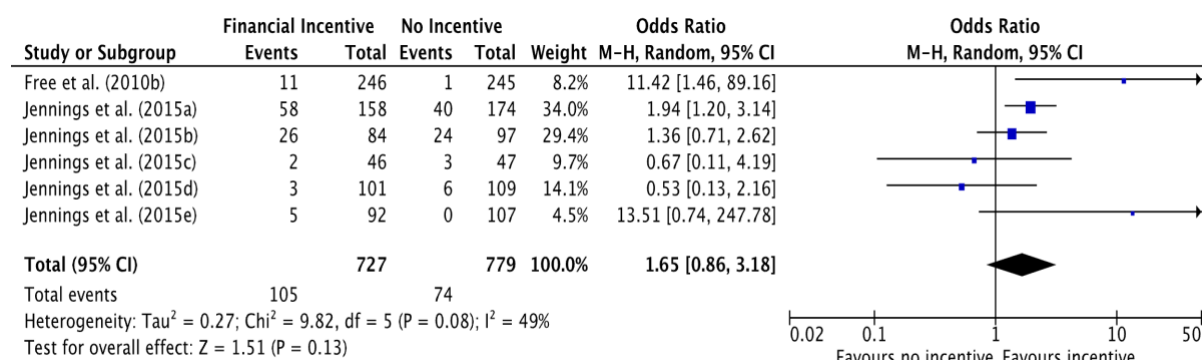 Financial Incentive No Incentive Odds Ratio Odds Ratio
Study or Subgroup Events Total Events Total Weight M-H, Random, 95% CI M-H, Random, 95% CI
Free et al. (2010b) 11 246 1 245 8.2% 11.42 [1.46, 89.16]
Jennings et al. (2015a) 58 158 40 174 34.0% 1.94 [1.20, 3.14]
Jennings et al. (2015b) 26 84 24 97 29.4% 1.36 [0.71, 2.62]
Jennings et al. (2015c) 2 46 3 47 9.7% 0.67 [0.11, 4.19]
Jennings et al. (2015d) 3 101 6 109 14.1% 0.53 [0.13, 2.16]
Jennings et al. (2015e) 5 92 0 107 4.5% 13.51 [0.74, 247.78]
Total (95% CI) 727 779 100.0% 1.65 [0.86, 3.18]
Total events 105 74
Heterogeneity: Tau² = 0.27; Chi² = 9.82, df = 5 (P = 0.08); I² = 49%
Test for overall effect: Z = 1.51 (P = 0.13)
0.02 0.1 1 10 50
Favours no incentive Favours incentive